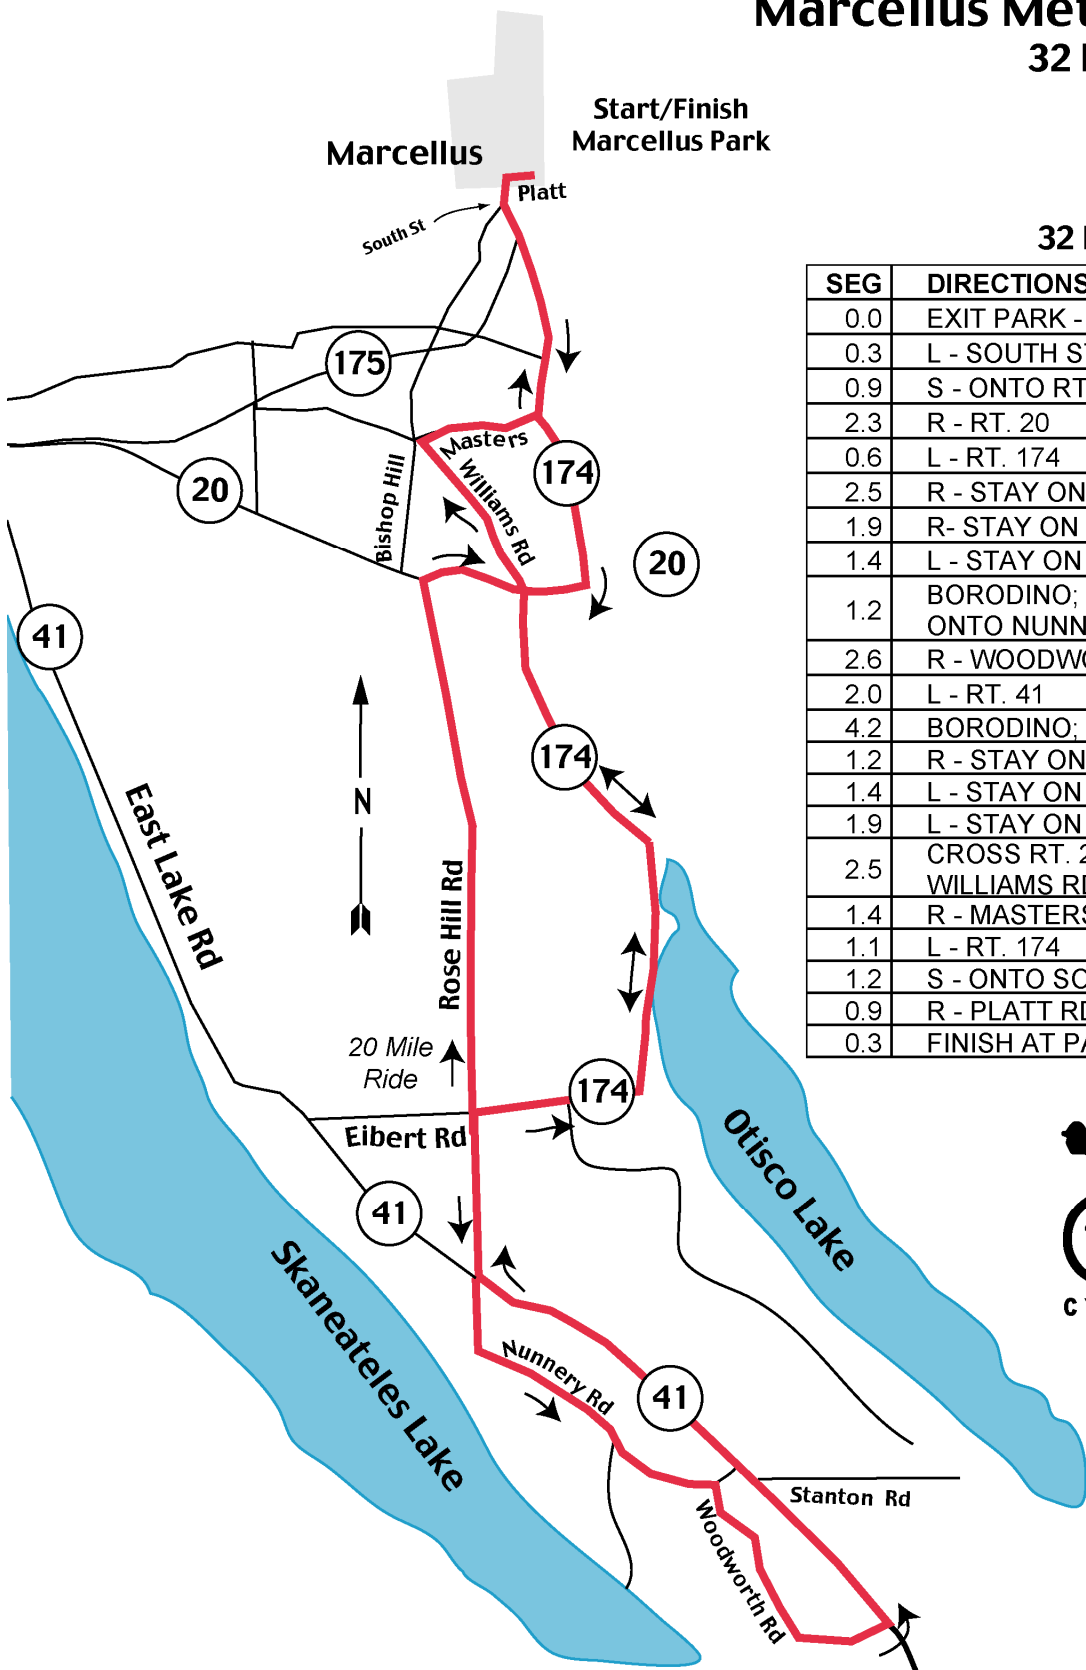 Marcellus Met
32
Start/Finish
Marcellus Park
Marcellus
Platt
South St
175
Masters
174
Williams Rd
Bishop Hill
20
20
41
174
N
East Lake Rd
Rose Hill Rd
20 Mile
Ride
174
Eibert Rd
Otisco Lake
41
Skaneateles Lake
Nunnery Rd
41
Stanton Rd
Woodworth Rd
32
SEG DIRECTIONS
0.0 EXIT PARK -
0.3 L - SOUTH S
0.9 S - ONTO RT
2.3 R - RT. 20
0.6 L - RT. 174
2.5 R - STAY ON
1.9 R- STAY ON
1.4 L - STAY ON
1.2 BORODINO;
ONTO NUNN
2.6 R - WOODWO
2.0 L - RT. 41
4.2 BORODINO;
1.2 R - STAY ON
1.4 L - STAY ON
1.9 L - STAY ON
2.5 CROSS RT. 2
WILLIAMS RD
1.4 R - MASTERS
1.1 L - RT. 174
1.2 S - ONTO SO
0.9 R - PLATT RD
0.3 FINISH AT PA
C